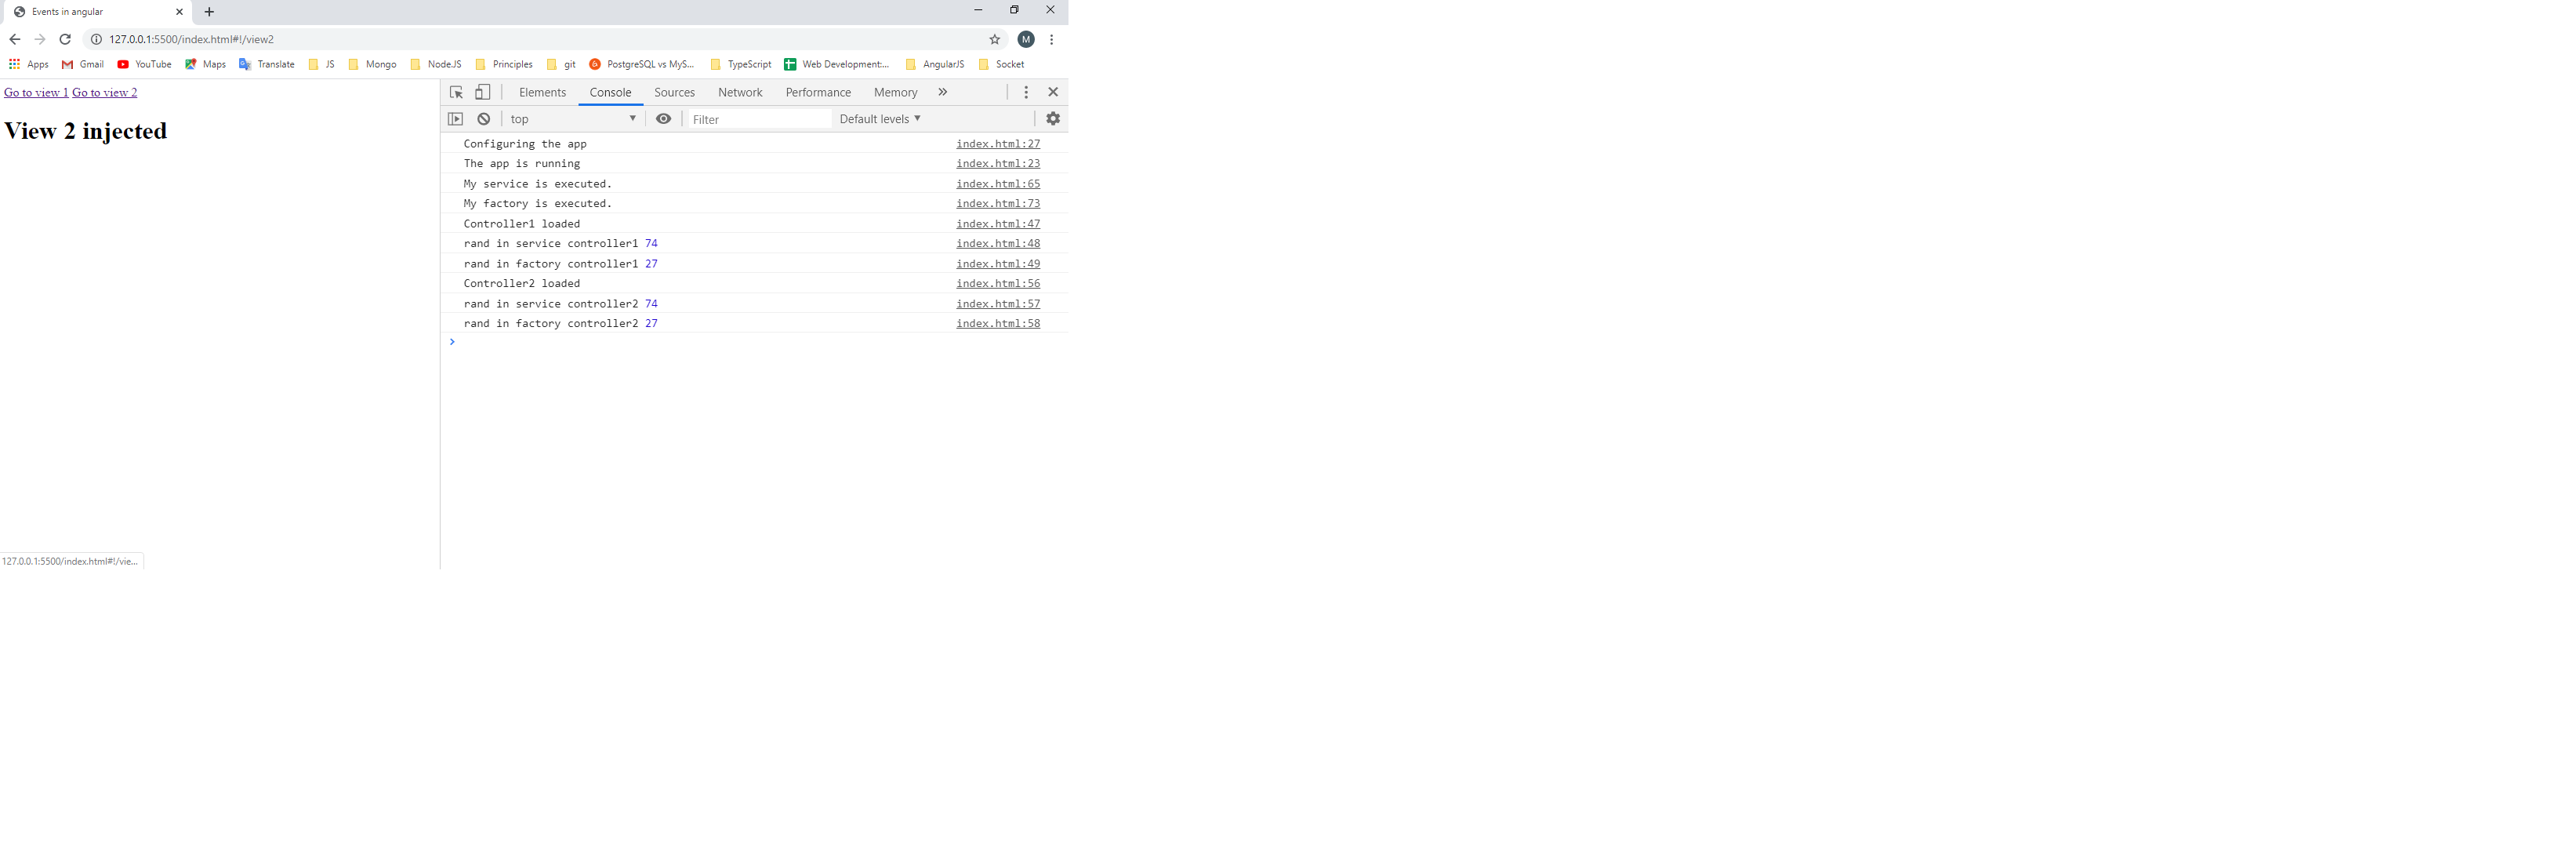 Events in angular
127.0.0.1:5500/index.html#!/view2
M
Apps Gmail YouTube Maps Translate JS Mongo NodeJS Principles git PostgreSQL vs MyS... TypeScript Web Development:... AngularJS Socket
Go to view 1 Go to view 2
View 2 injected
Elements Console Sources Network Performance Memory
top Filter Default levels
Configuring the app index.html:27
The app is running index.html:23
My service is executed. index.html:65
My factory is executed. index.html:73
Controller1 loaded index.html:47
rand in service controller1 74 index.html:48
rand in factory controller1 27 index.html:49
Controller2 loaded index.html:56
rand in service controller2 74 index.html:57
rand in factory controller2 27 index.html:58
127.0.0.1:5500/index.html#!/vie...